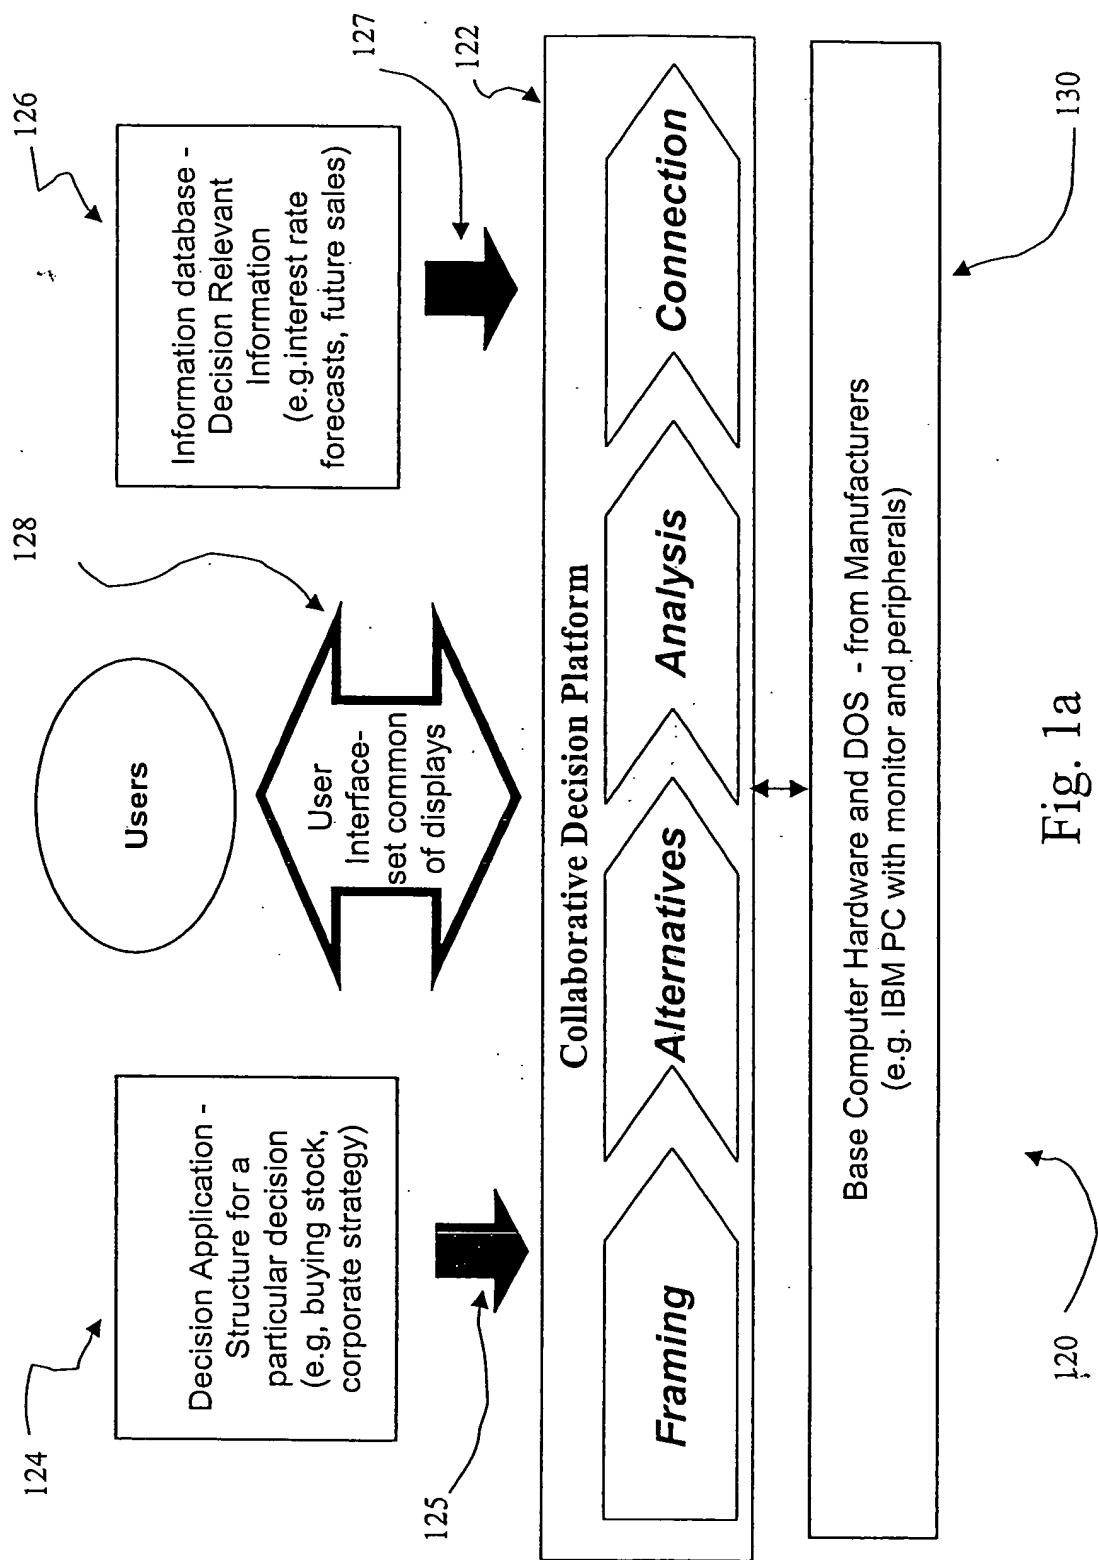 124
Decision Application -
Structure for a
particular decision
(e.g, buying stock,
corporate strategy)
125
Users
128
User
Interface-
set common
of displays
126
Information database -
Decision Relevant
Information
(e.g.interest rate
forecasts, future sales)
127
122
Collaborative Decision Platform
Framing
Alternatives
Analysis
Connection
Base Computer Hardware and DOS - from Manufacturers
(e.g. IBM PC with monitor and peripherals)
130
120
Fig. 1a